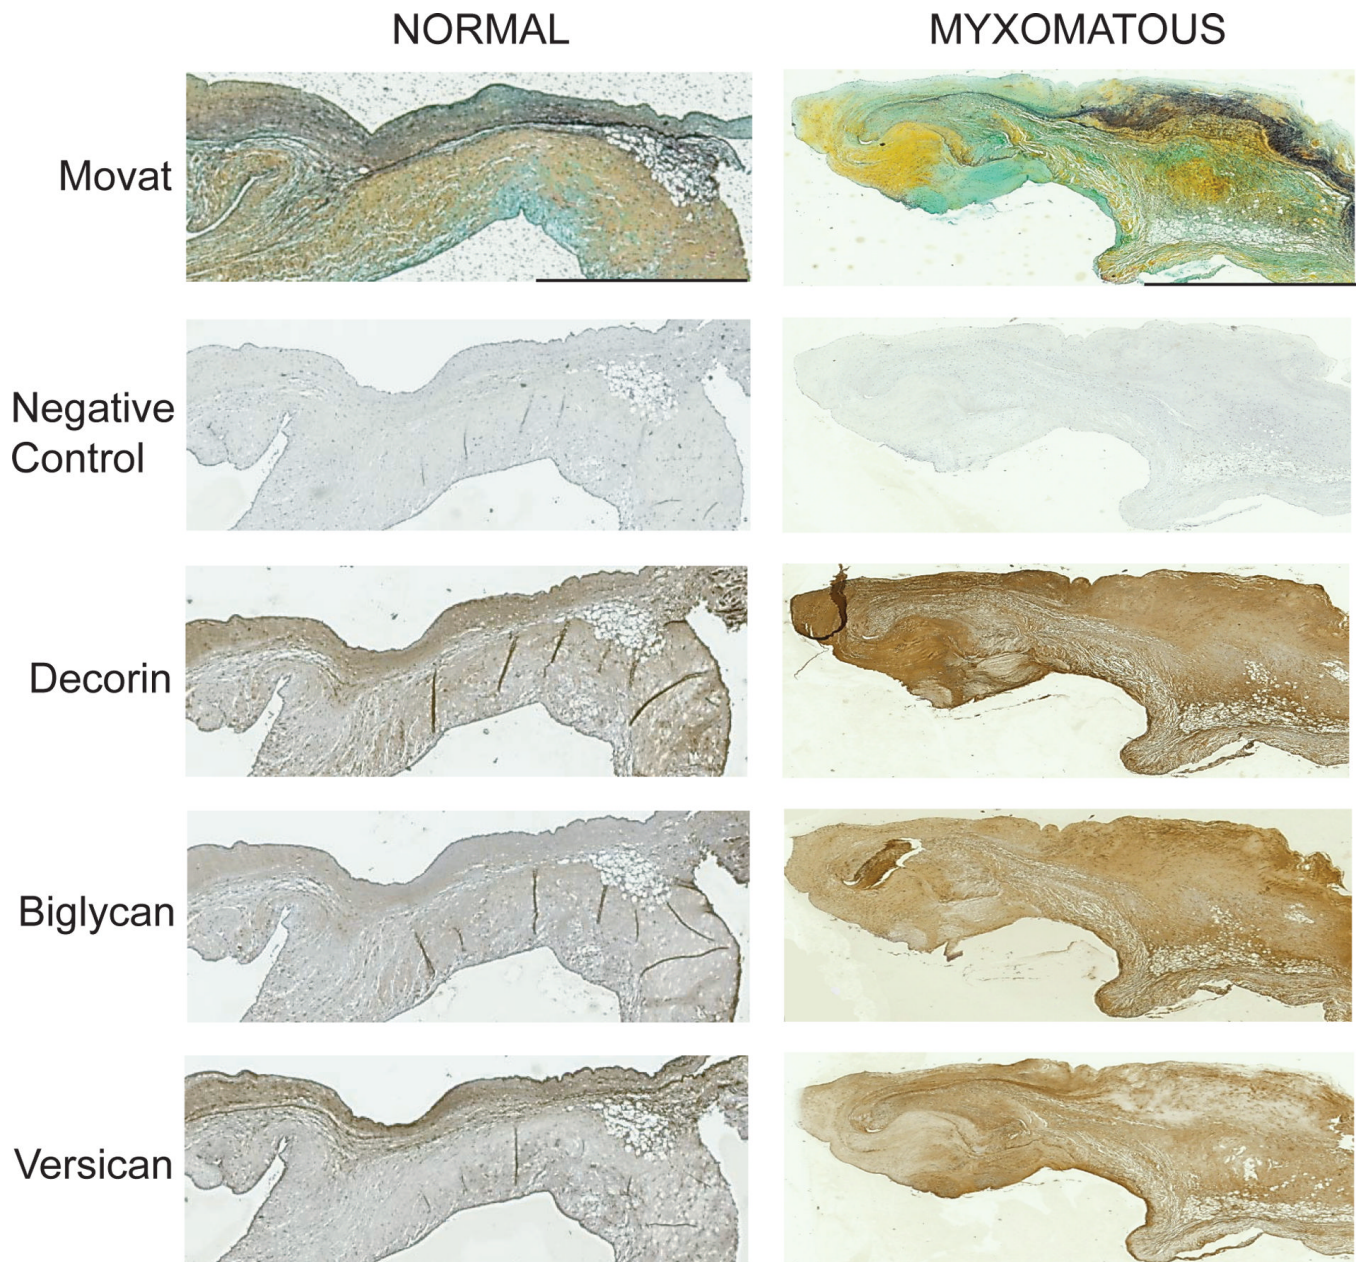 NORMAL
MYXOMATOUS
Movat
Negative
Control
Decorin
Biglycan
Versican